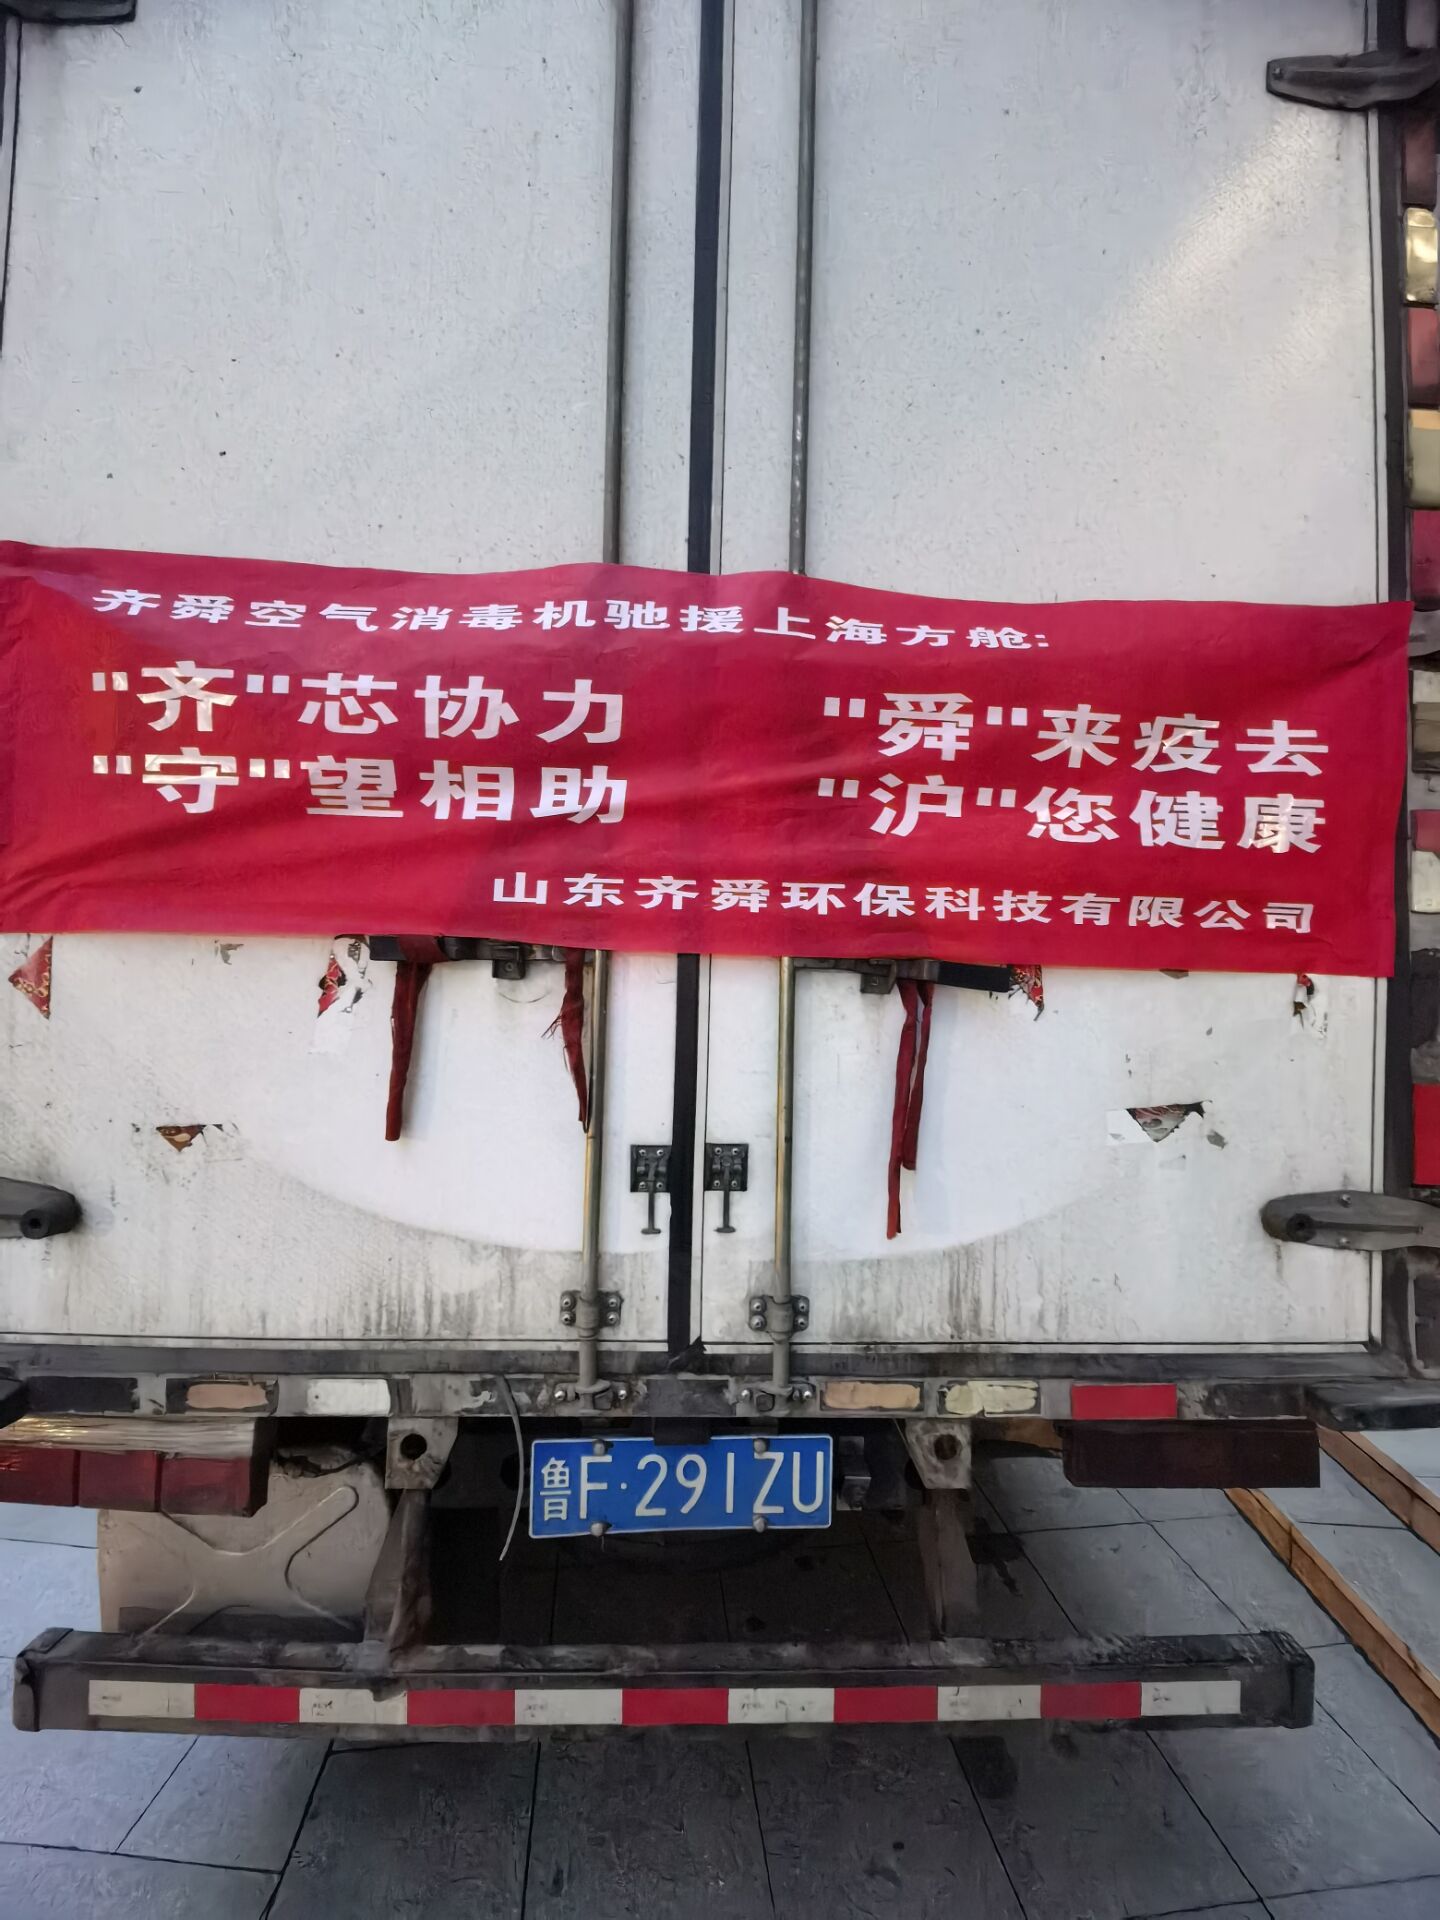 齐舜空气消毒机驰援上海方舱:
"齐"芯协力 "舜"来疫去
"守"望相助 "沪"您健康
山东齐舜环保科技有限公司
鲁F·291ZU